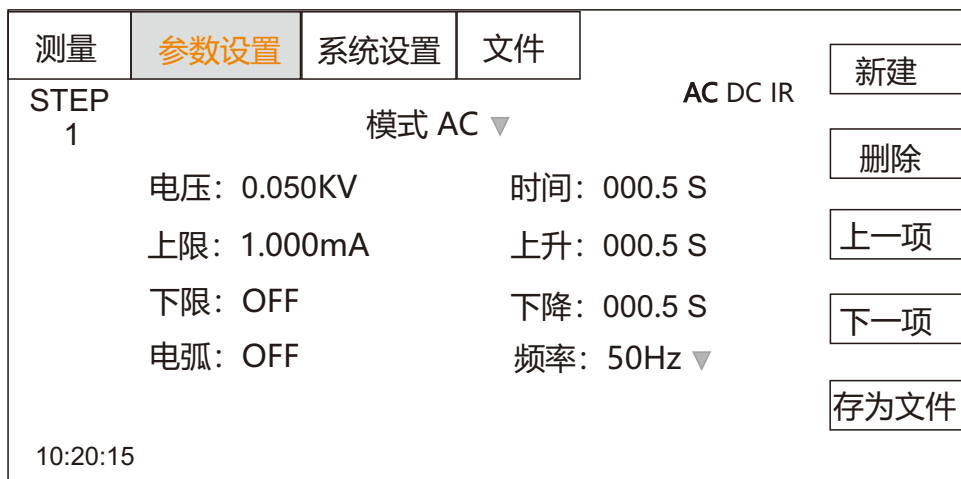 测量 参数设置 系统设置 文件
新建
STEP
1
AC DC IR
模式 AC
删除
电压：0.050KV 时间：000.5 S
上限：1.000mA 上升：000.5 S
上一项
下限：OFF 下降：000.5 S
下一项
电弧：OFF 频率：50Hz
存为文件
10:20:15